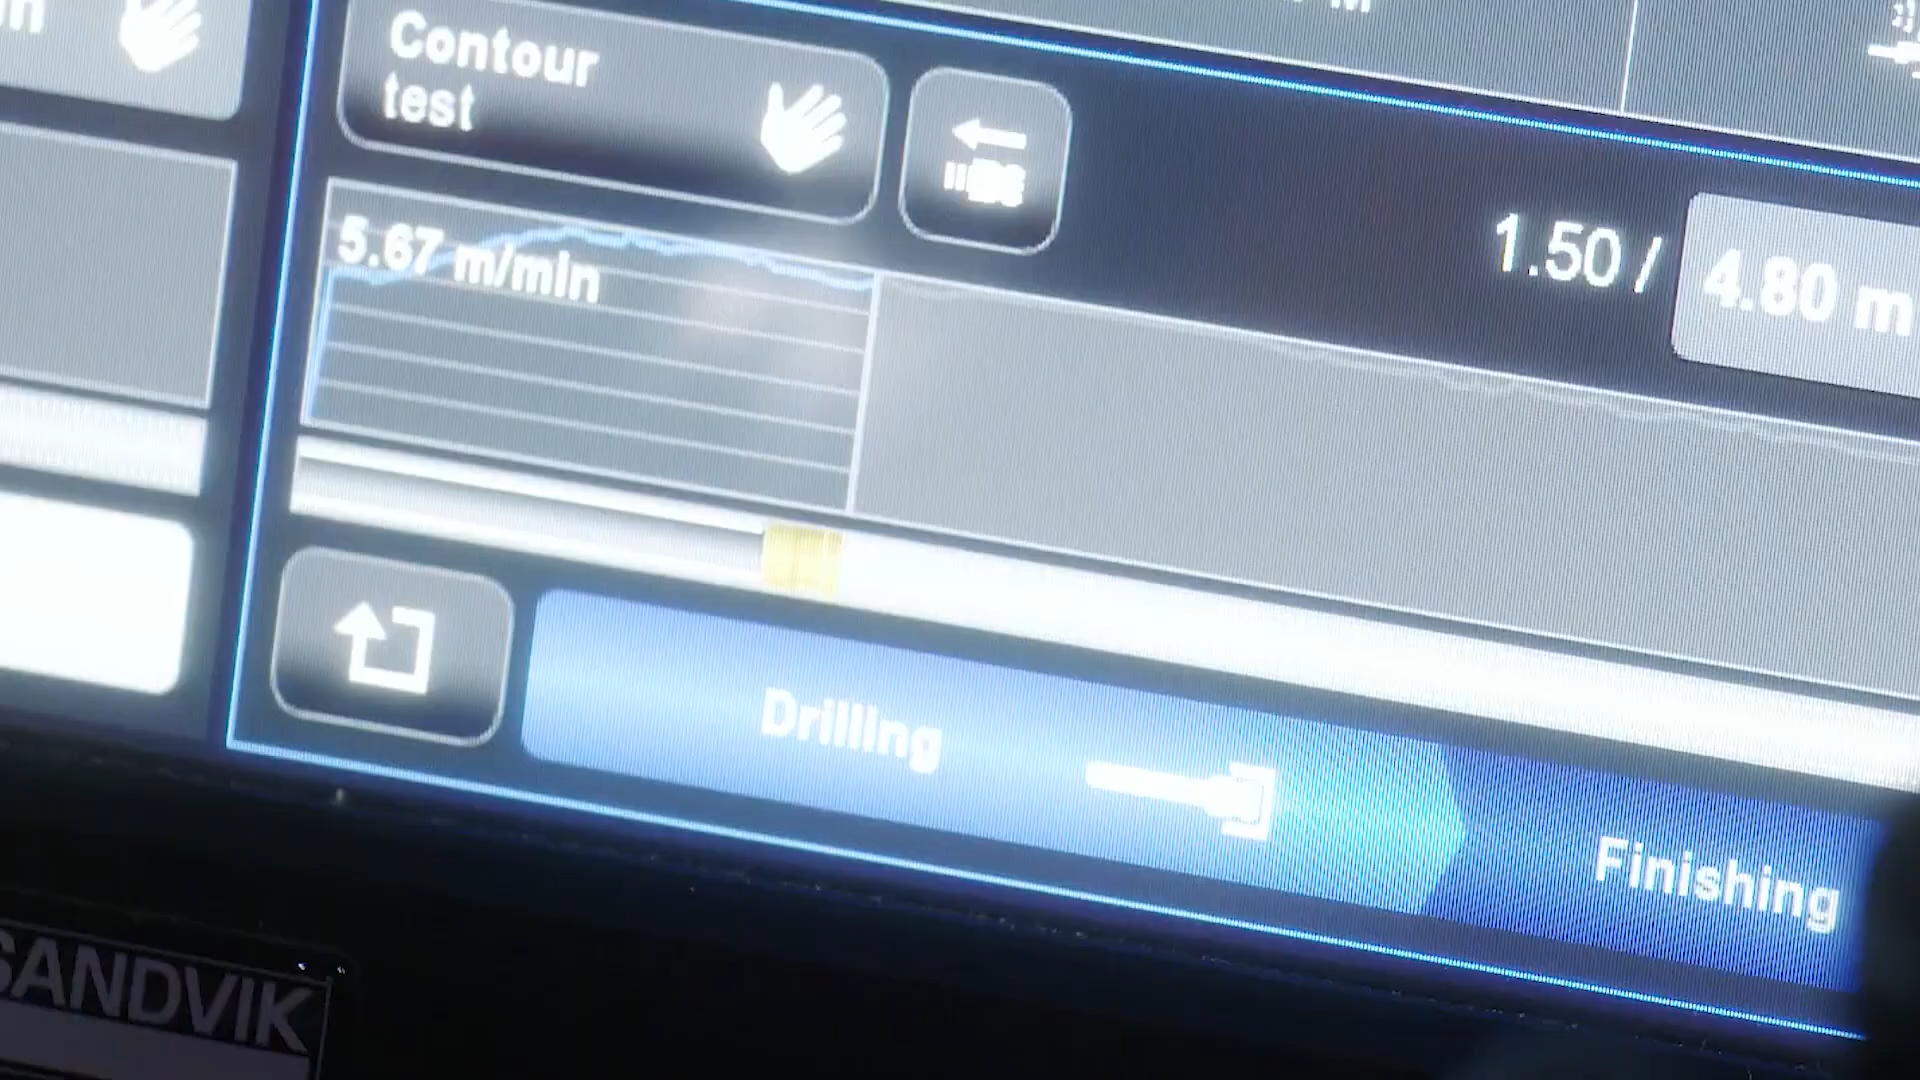 Contour
test
5.67 m/min
1.50 / 4.80 m
Drilling
Finishing
SANDVIK